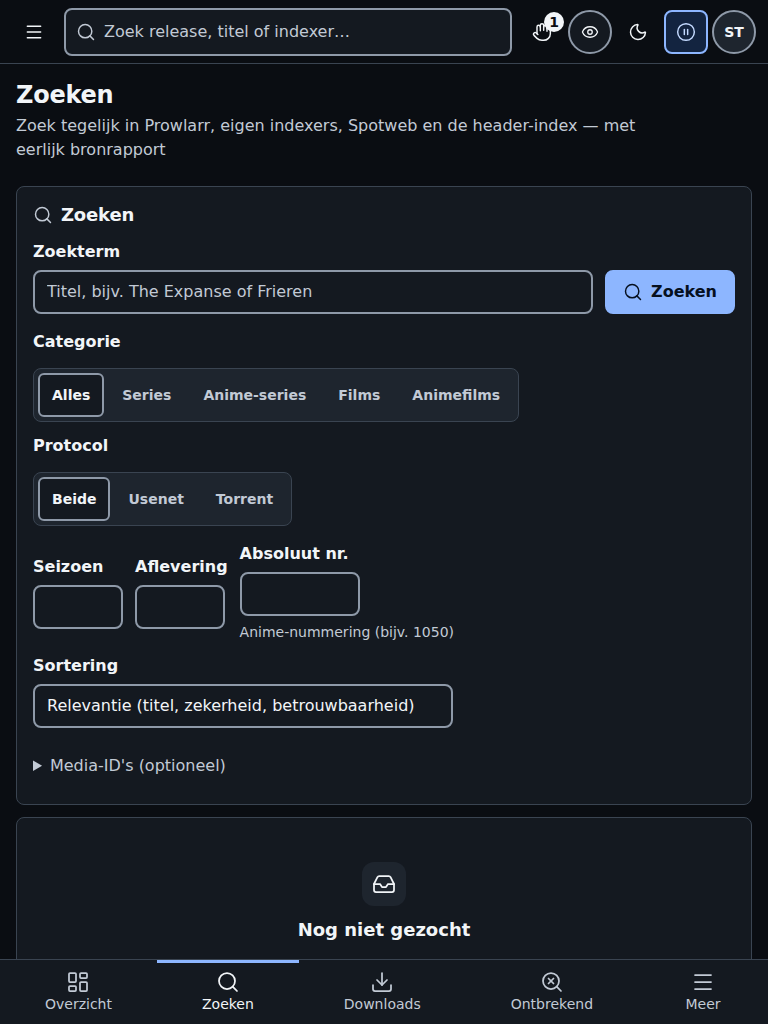 Zoek release, titel of indexer...
1
ST
Zoeken
Zoek tegelijk in Prowlarr, eigen indexers, Spotweb en de header-index — met
eerlijk bronrapport
Zoeken
Zoekterm
Titel, bijv. The Expanse of Frieren
Zoeken
Categorie
Alles Series Anime-series Films Animefilms
Protocol
Beide Usenet Torrent
Seizoen Aflevering Absoluut nr.
Anime-nummering (bijv. 1050)
Sortering
Relevantie (titel, zekerheid, betrouwbaarheid)
Media-ID's (optioneel)
Nog niet gezocht
Overzicht Zoeken Downloads Ontbrekend Meer